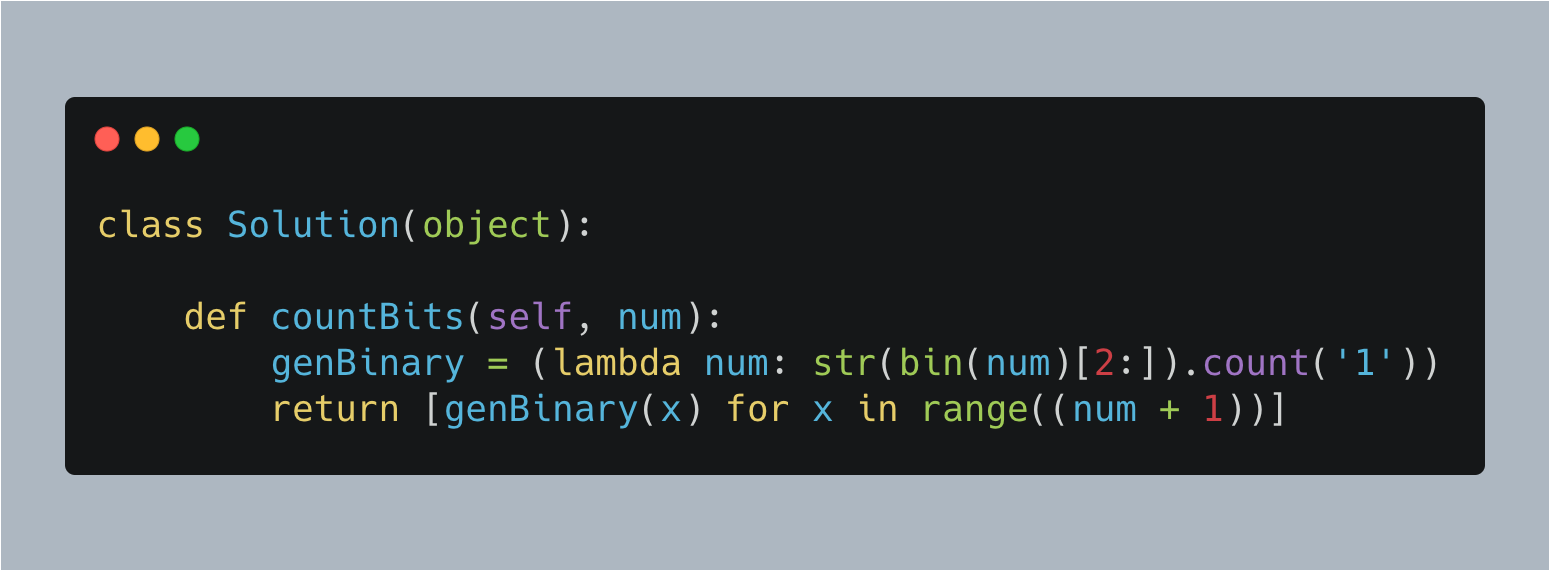 class Solution(object):
    def countBits(self, num):
        genBinary = (lambda num: str(bin(num)[2:]).count('1'))
        return [genBinary(x) for x in range((num + 1))]